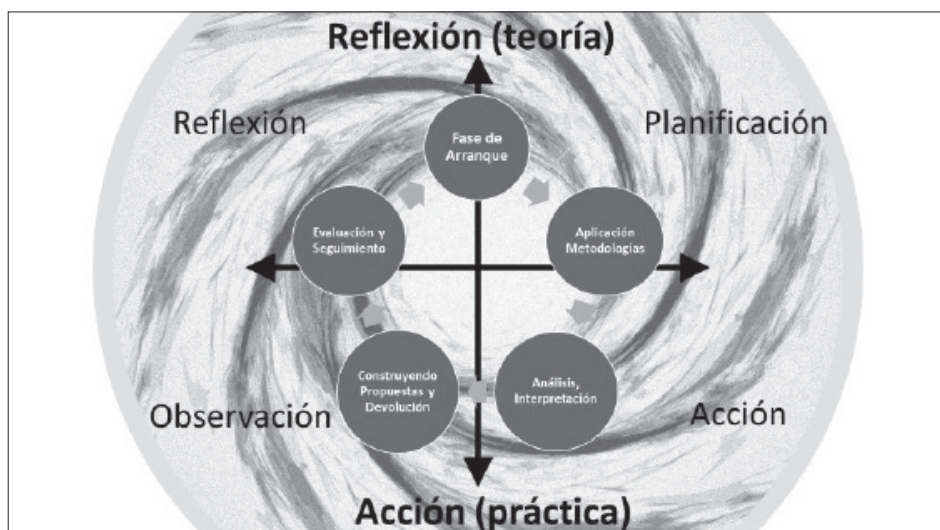 Reflexión (teoría)
Reflexión
Planificación
Fase de
Arranque
Evaluación y
Seguimiento
Aplicación
Metodologías
Construyendo
Propuestas y
Devolución
Análisis,
Interpretación
Observación
Acción
Acción (práctica)